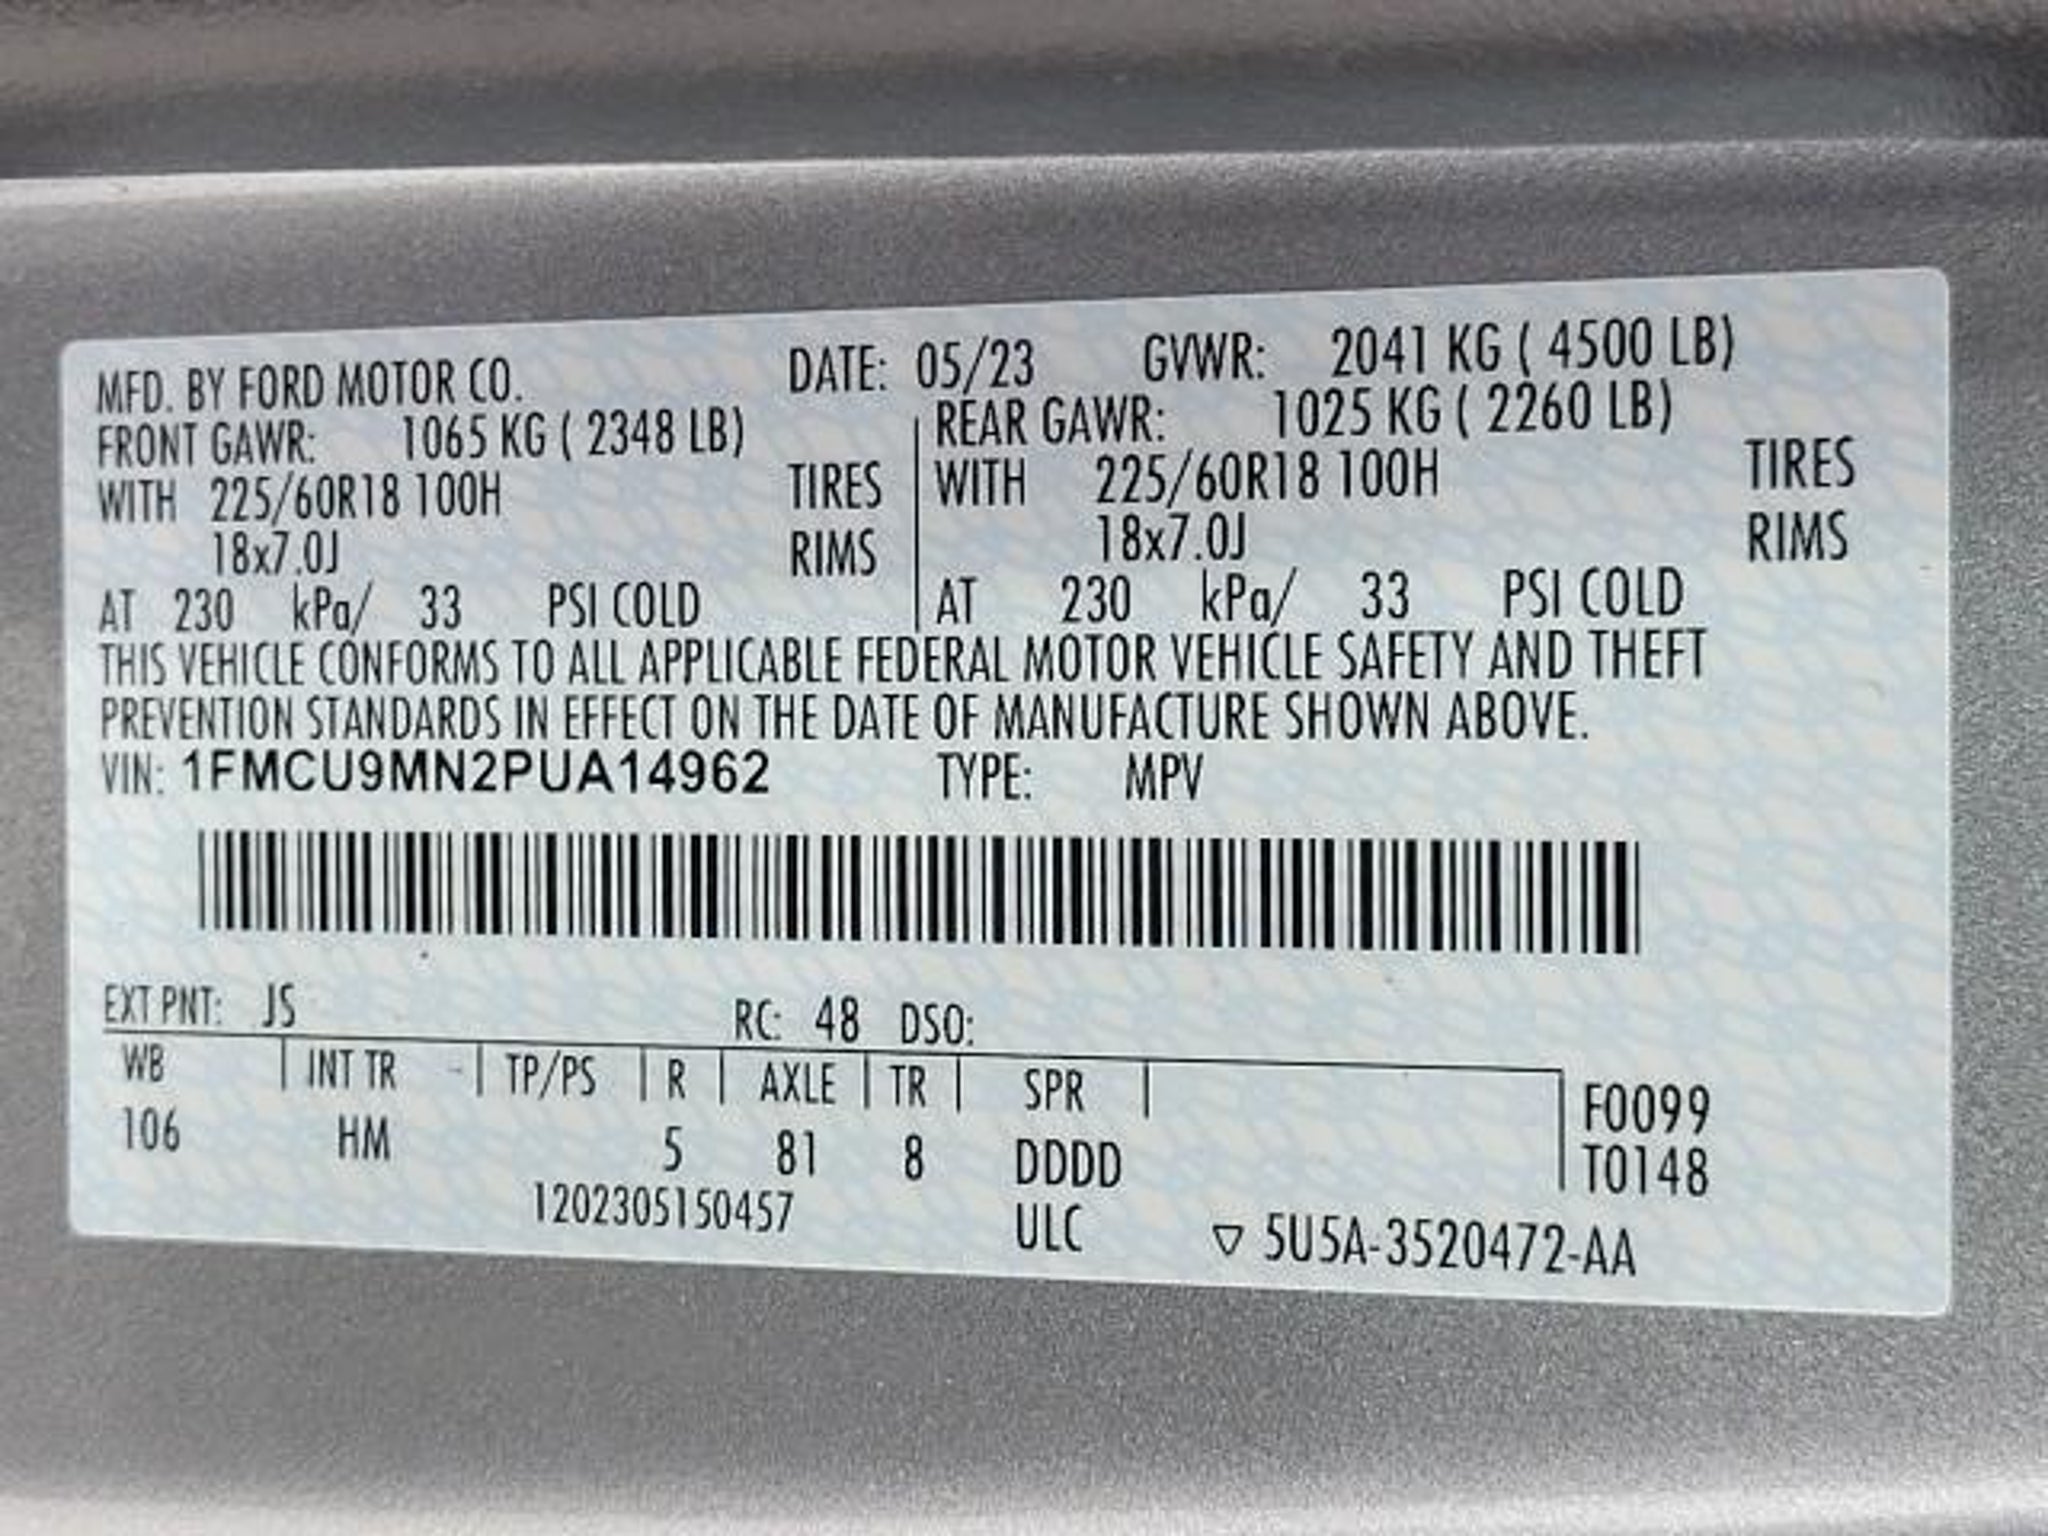 MFD. BY FORD MOTOR CO. DATE: 05/23 GVWR: 2041 KG ( 4500 LB)
FRONT GAWR: 1065 KG ( 2348 LB) REAR GAWR: 1025 KG ( 2260 LB)
WITH 225/60R18 100H TIRES WITH 225/60R18 100H TIRES
18x7.0J RIMS 18x7.0J RIMS
AT 230 kPa/ 33 PSI COLD AT 230 kPa/ 33 PSI COLD
THIS VEHICLE CONFORMS TO ALL APPLICABLE FEDERAL MOTOR VEHICLE SAFETY AND THEFT
PREVENTION STANDARDS IN EFFECT ON THE DATE OF MANUFACTURE SHOWN ABOVE.
VIN: 1FMCU9MN2PUA14962 TYPE: MPV
EXT PNT: JS RC: 48 DSO:
WB INT TR TP/PS R AXLE TR SPR F0099
106 HM 5 81 8 DDDD T0148
1202305150457 ULC ▽ 5U5A-3520472-AA